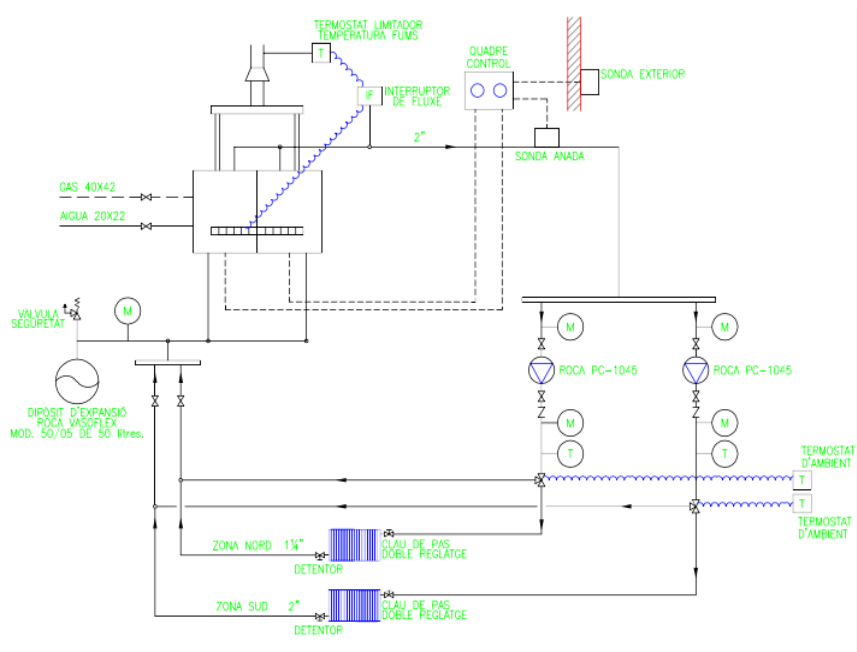 TERMOSTAT LIMITADOR
TEMPERATURA FUMS
T
INTERRUPTOR
DE FLUXE
IF
QUADRE
CONTROL
SONDA EXTERIOR
SONDA ANADA
2"
GAS 40X42
AIGUA 20X22
VALVULA
SEGURETAT
M
DIPOSIT D'EXPANSIÓ
ROCA VASOFLEX
MOD. 50/05 DE 50 litres.
M
M
ROCA PC-1045
ROCA PC-1045
M
M
T
T
TERMOSTAT
D'AMBIENT
T
T
TERMOSTAT
D'AMBIENT
ZONA NORD 1¼"
DETENTOR
CLAU DE PAS
DOBLE REGLATGE
ZONA SUD 2"
DETENTOR
CLAU DE PAS
DOBLE REGLATGE